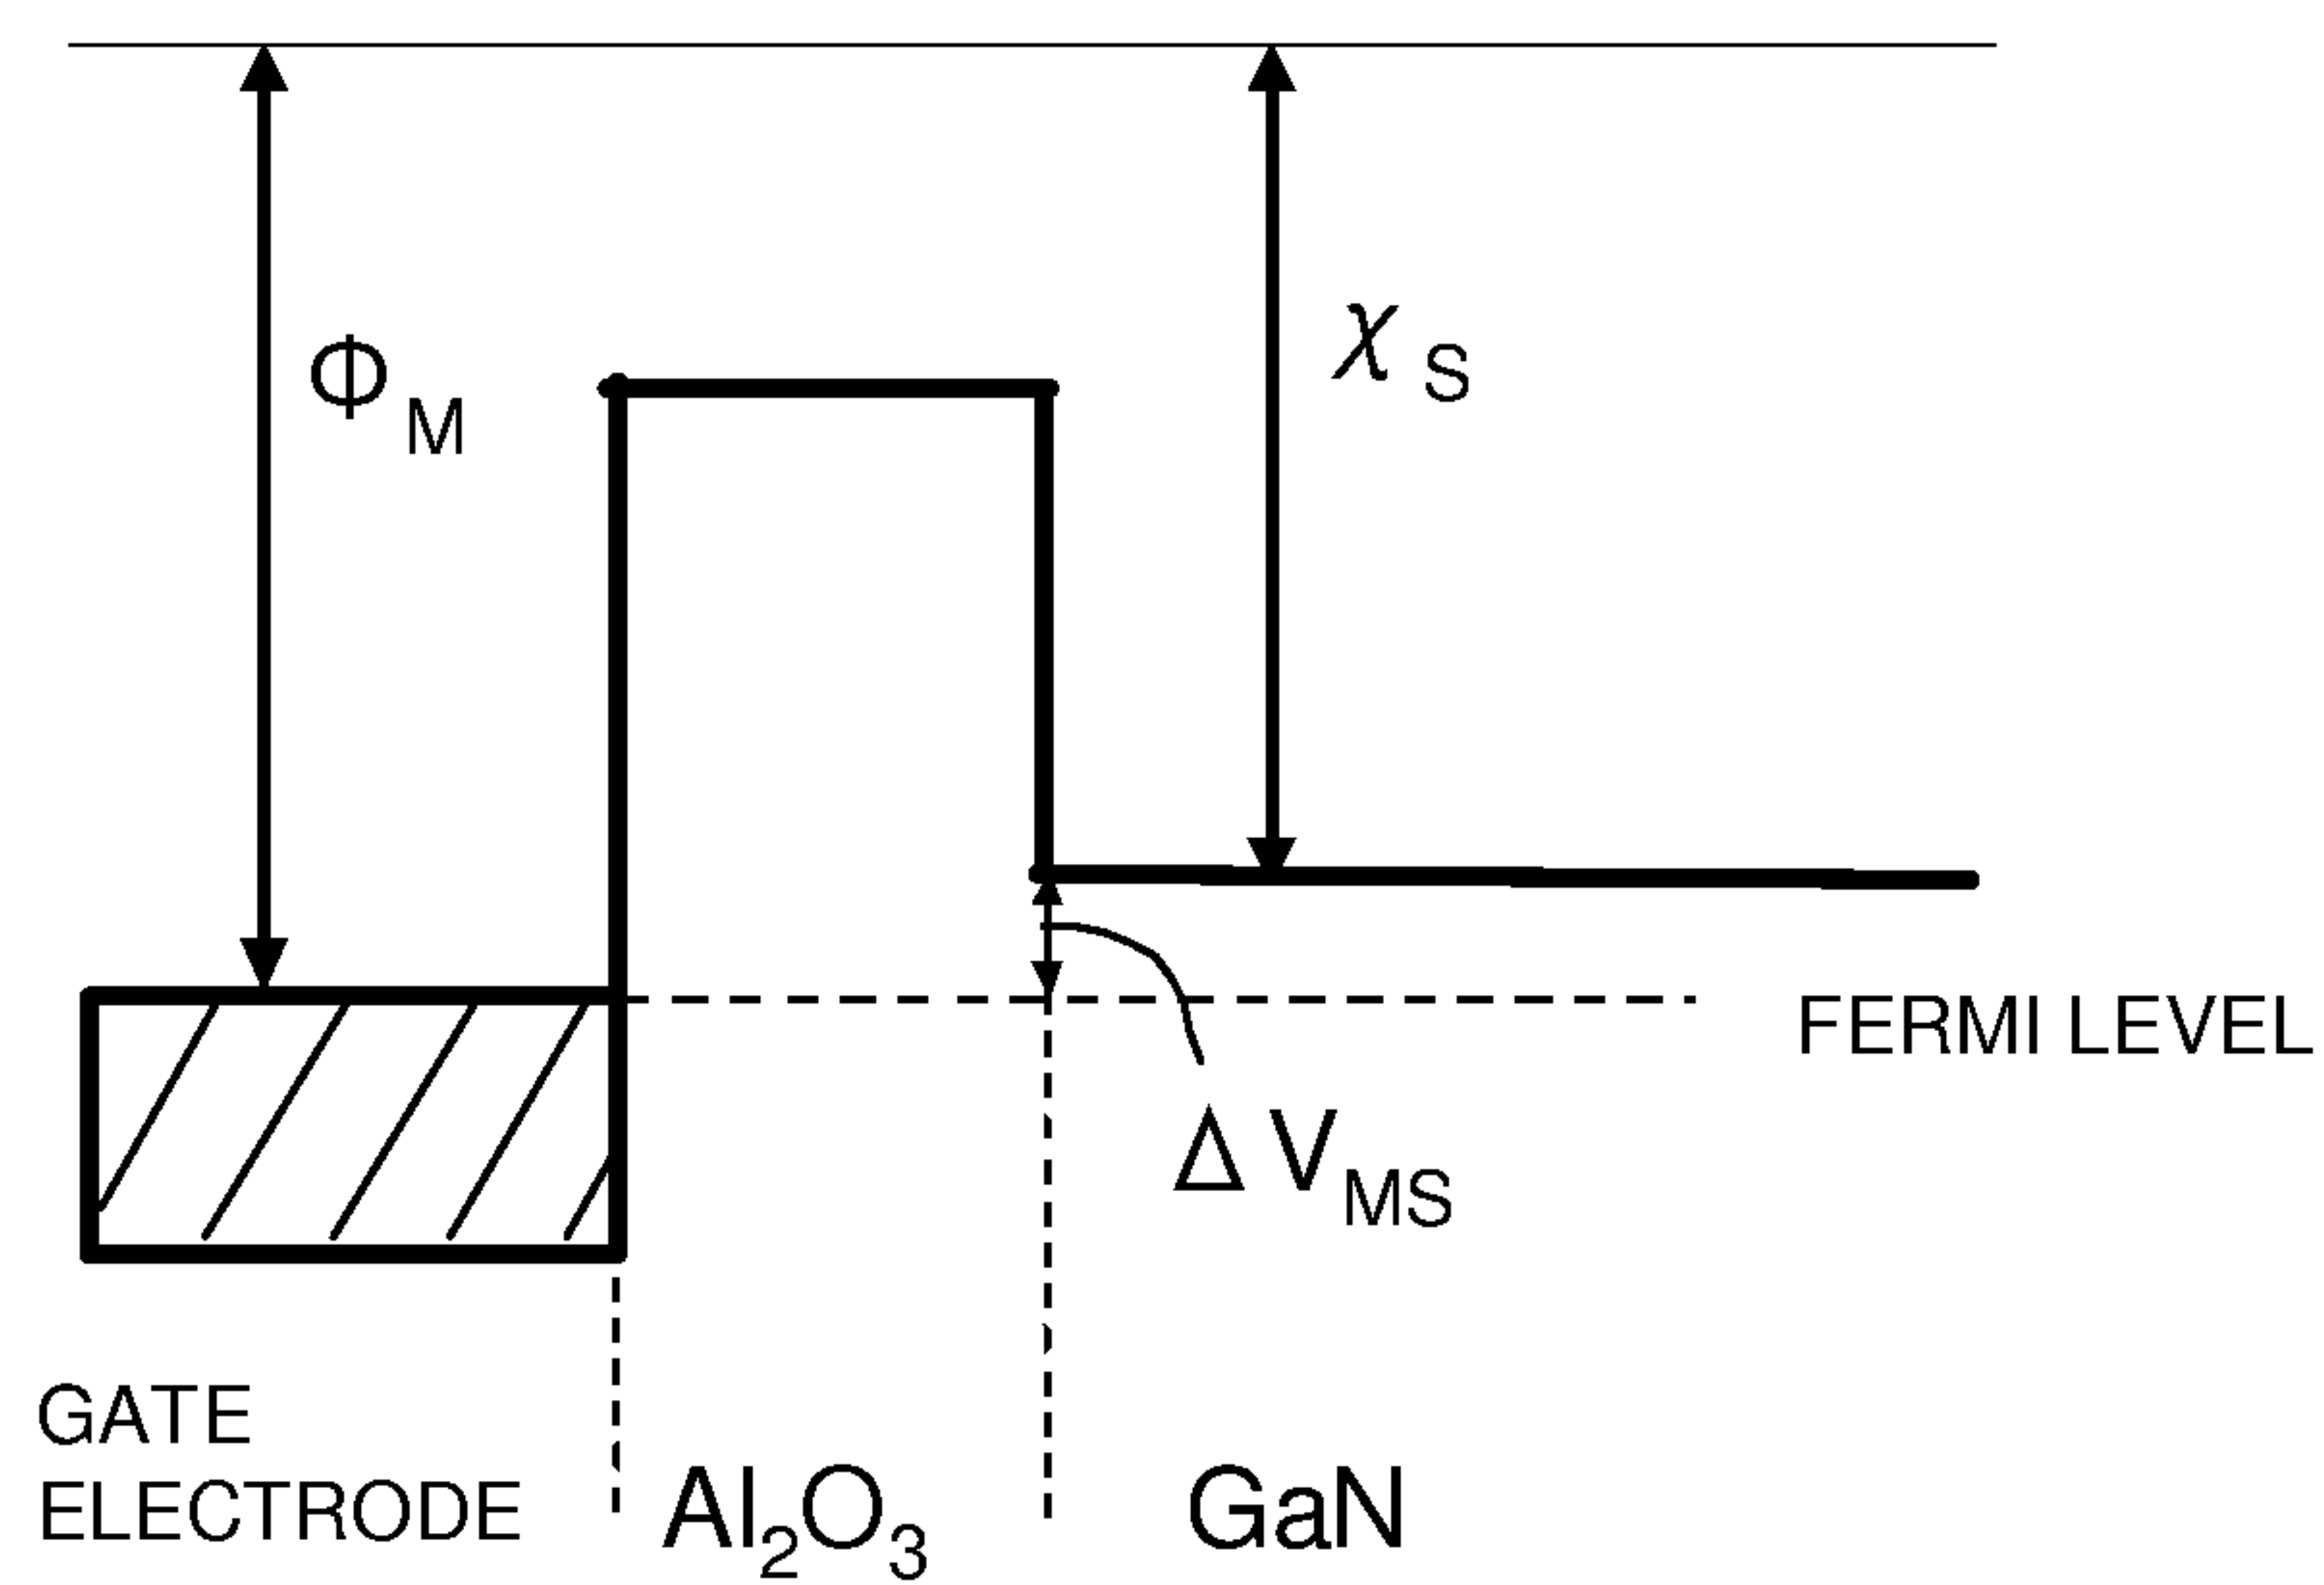 Φ M
χ S
FERMI LEVEL
Δ V MS
GATE
ELECTRODE
Al2O3
GaN